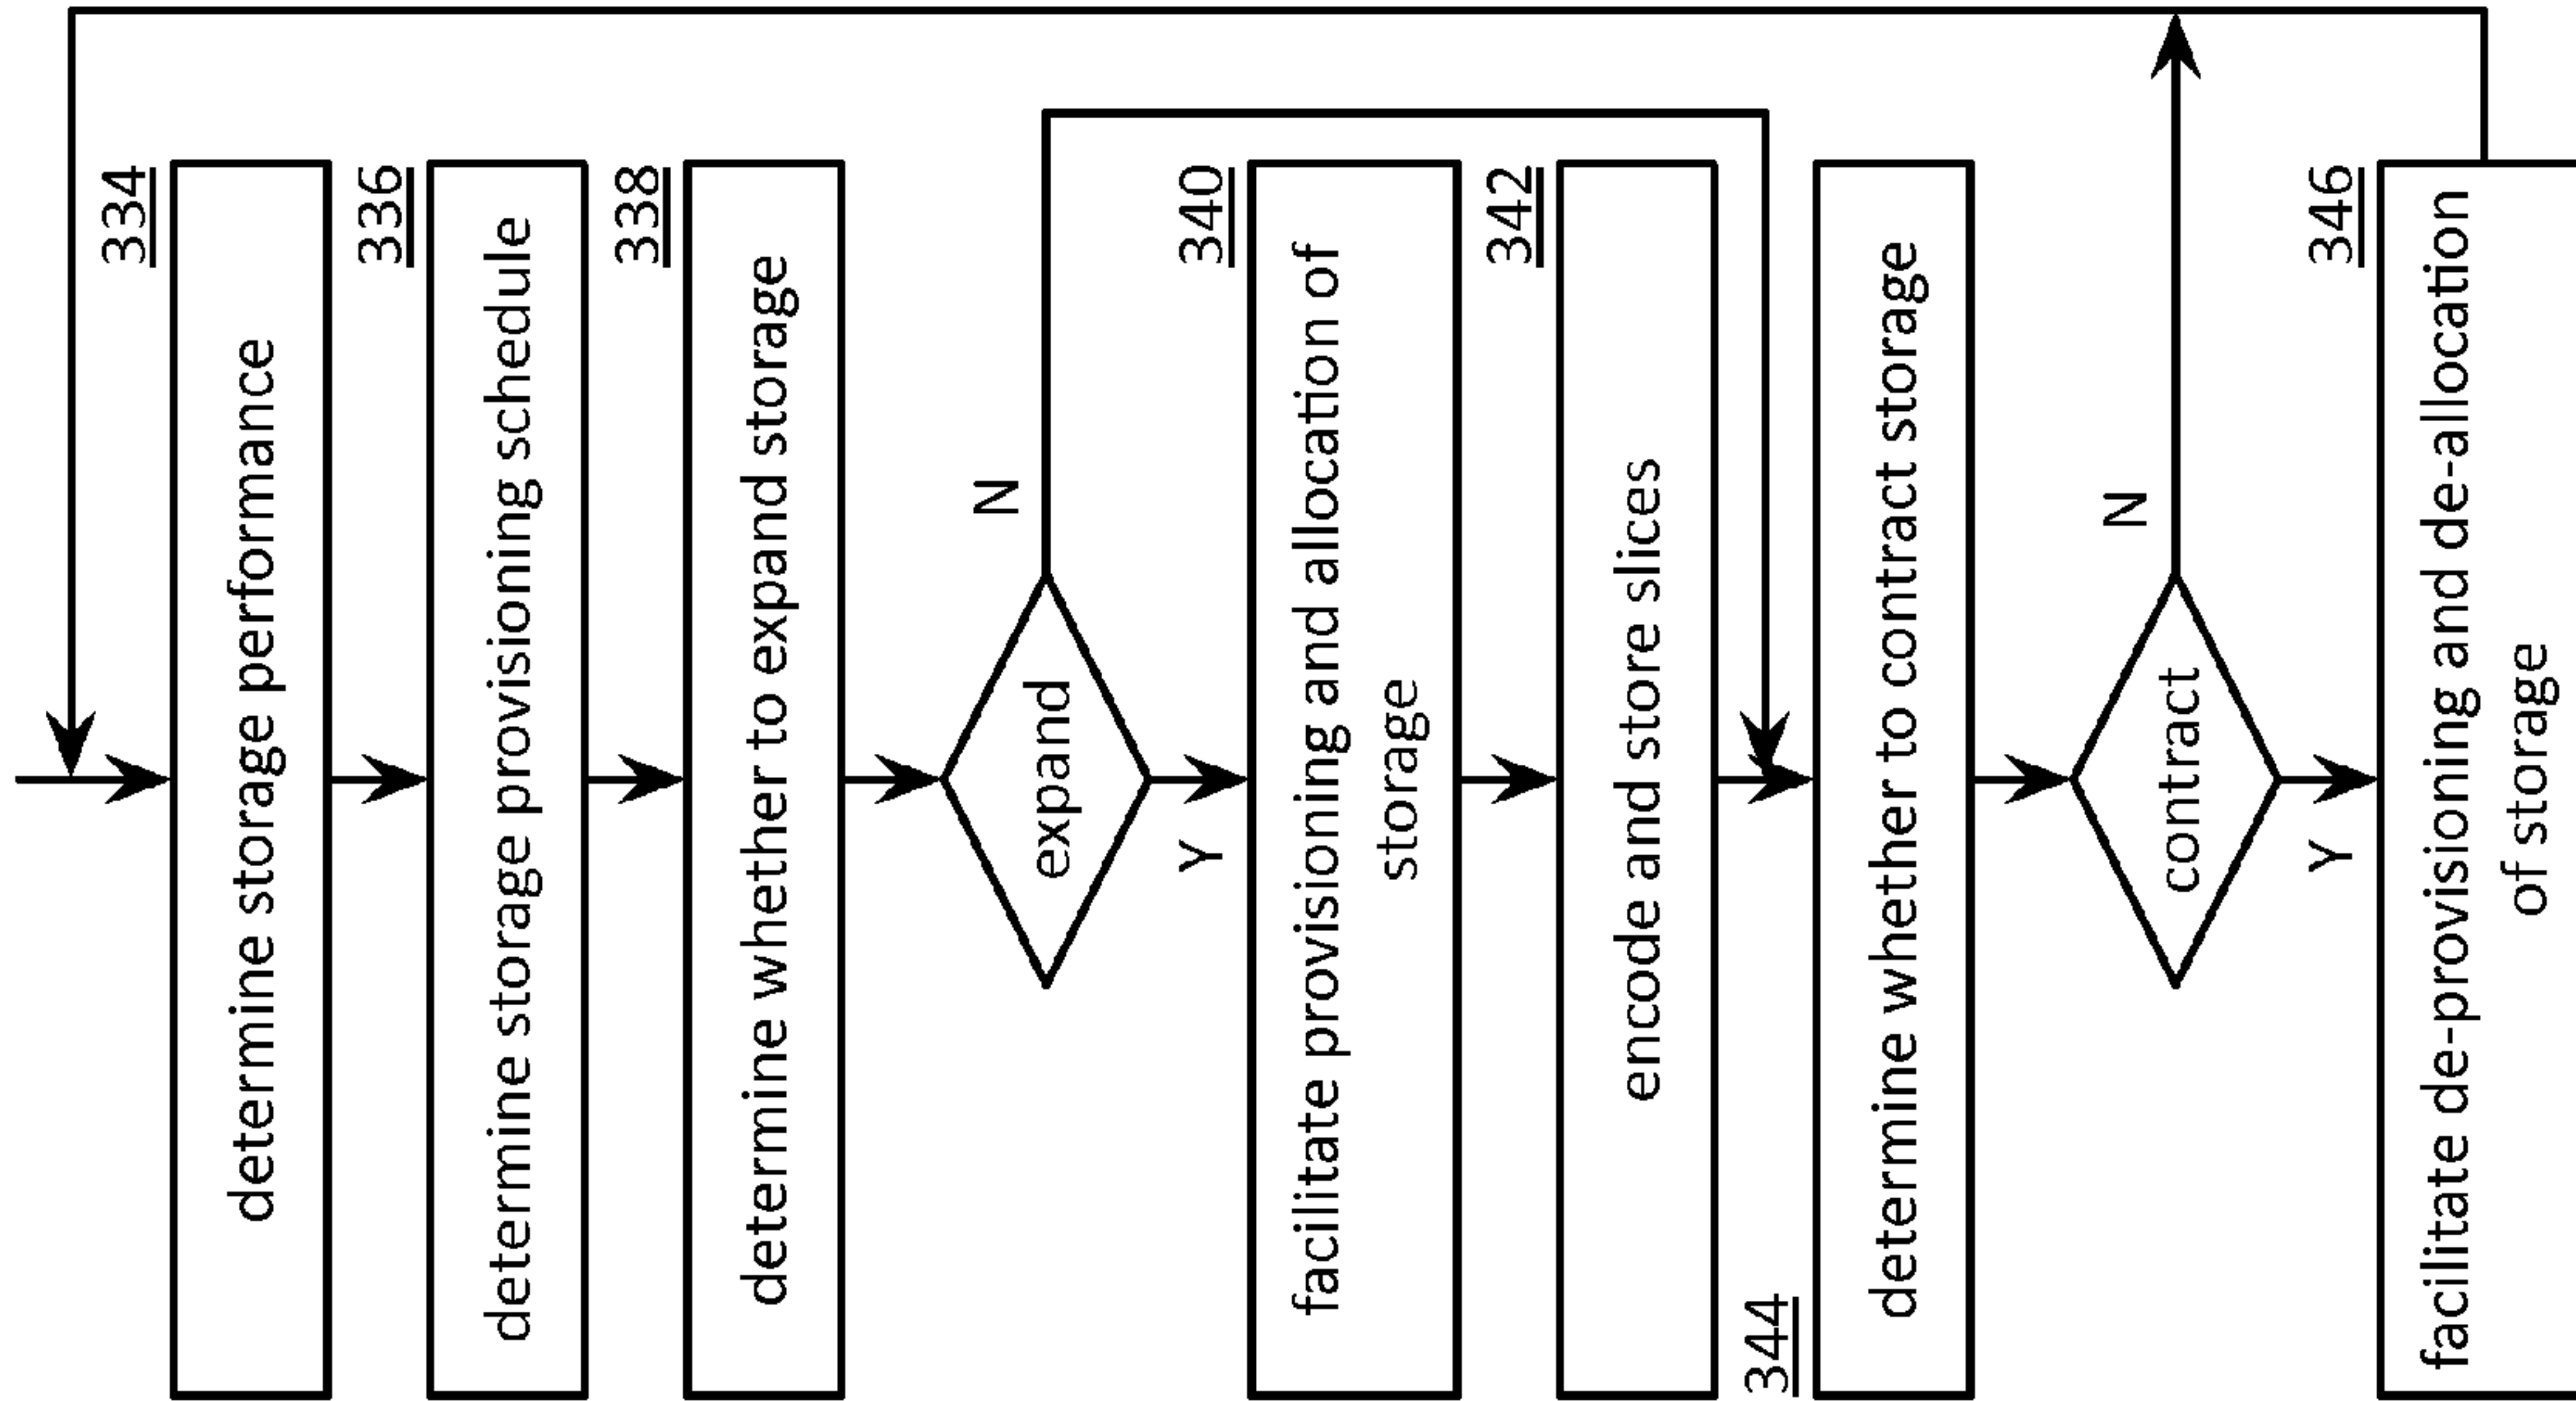 334
determine storage performance
336
determine storage provisioning schedule
338
determine whether to expand storage
expand
N
Y
340
facilitate provisioning and allocation of
storage
342
encode and store slices
344
determine whether to contract storage
contract
N
Y
346
facilitate de-provisioning and de-allocation
of storage